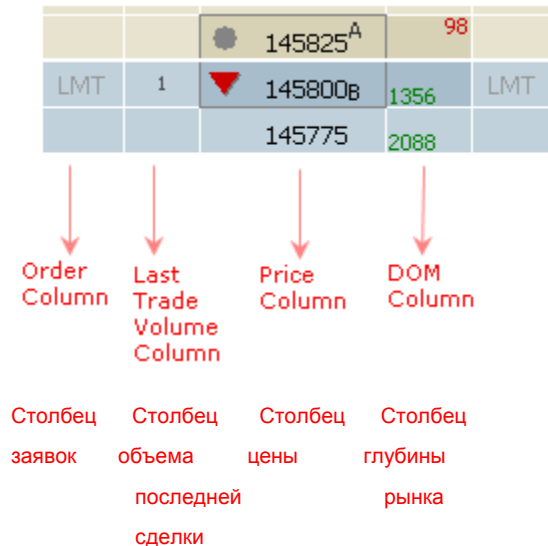 145825A 98
LMT 1 145800B 1356 LMT
145775 2088
Order Last Price DOM
Column Trade Column Column
Volume
Column
Столбец Столбец Столбец Столбец
заявок объема цены глубины
последней рынка
сделки